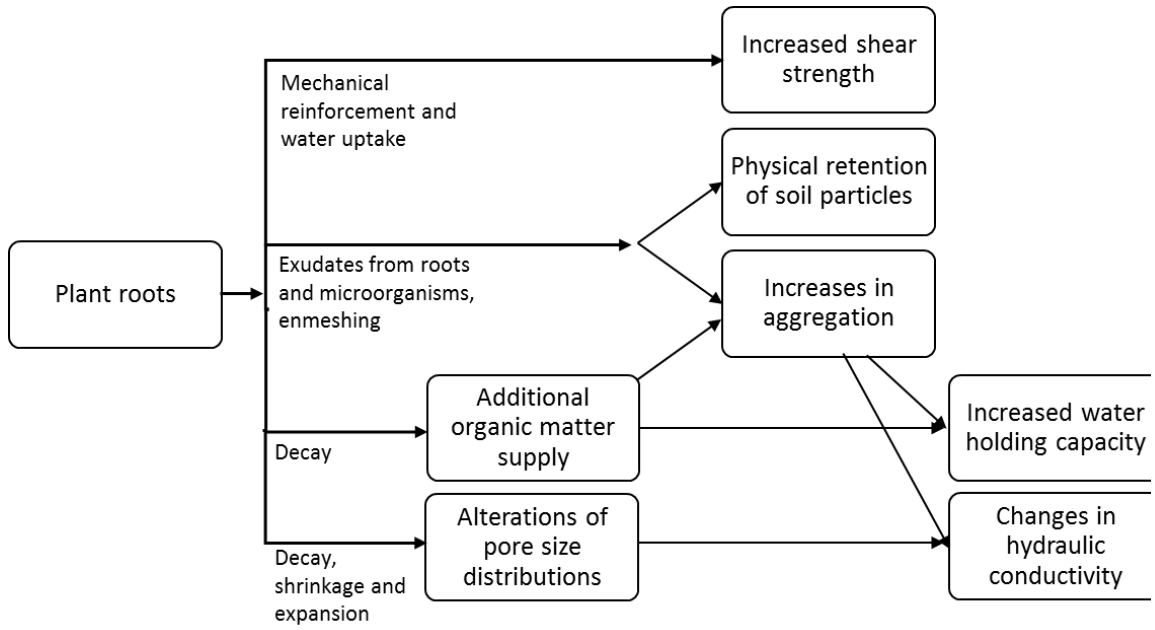 Increased shear
strength
Mechanical
reinforcement and
water uptake
Physical retention
of soil particles
Plant roots
Exudates from roots
and microorganisms,
enmeshing
Increases in
aggregation
Additional
organic matter
supply
Increased water
holding capacity
Decay
Alterations of
pore size
distributions
Changes in
hydraulic
conductivity
Decay,
shrinkage and
expansion